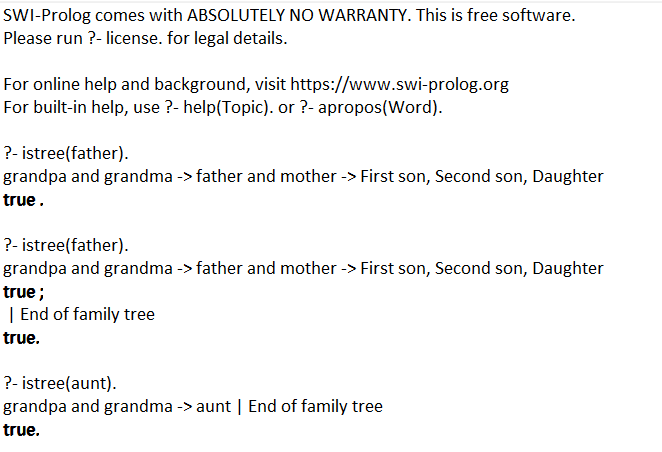 SWI-Prolog comes with ABSOLUTELY NO WARRANTY. This is free software.
Please run ?- license. for legal details.
For online help and background, visit https://www.swi-prolog.org
For built-in help, use ?- help(Topic). or ?- apropos(Word).
?- istree(father).
grandpa and grandma -> father and mother -> First son, Second son, Daughter
true .
?- istree(father).
grandpa and grandma -> father and mother -> First son, Second son, Daughter
true ;
| End of family tree
true.
?- istree(aunt).
grandpa and grandma -> aunt | End of family tree
true.